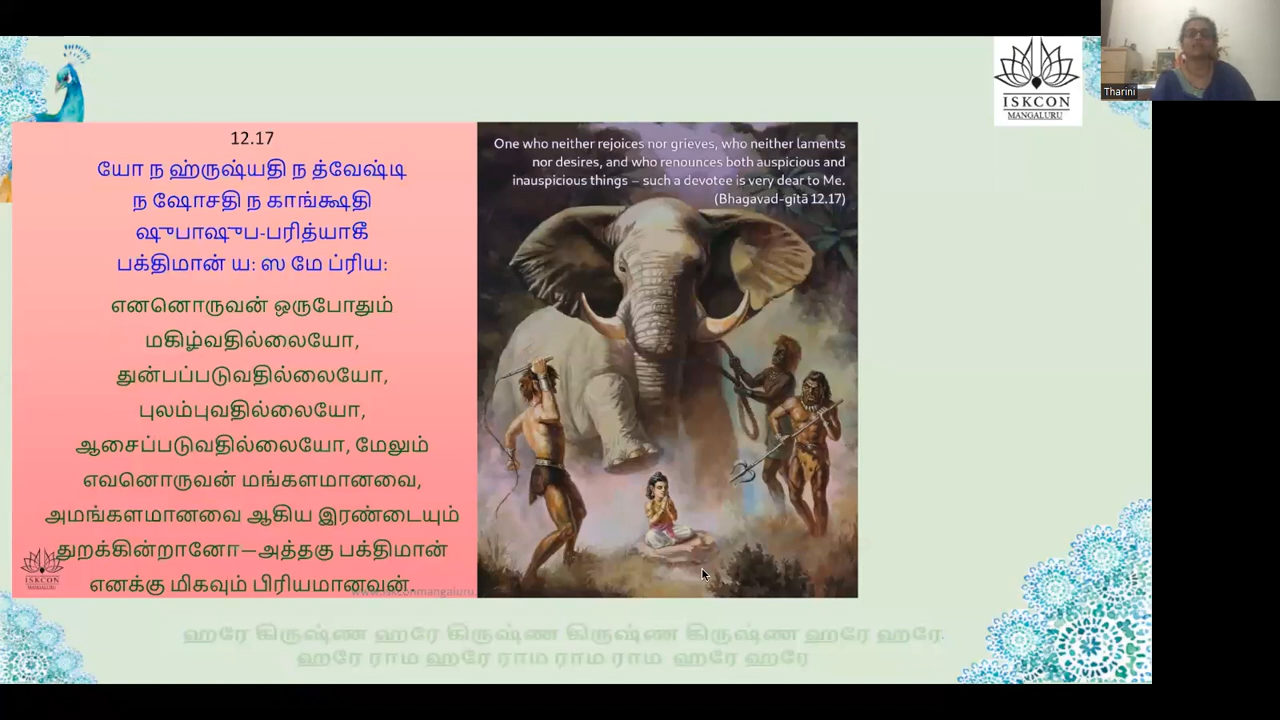 12.17
யோ ந ஹ்ருஷ்யதி ந த்வேஷ்டி
ந ஷோசதி ந காங்க்ஷதி
ஷுபாஷுப-பரித்யாகீ
பக்திமான் ய: ஸ மே ப்ரிய:
எனனொருவன் ஒருபோதும்
மகிழ்வதில்லையோ,
துன்பப்படுவதில்லையோ,
புலம்புவதில்லையோ,
ஆசைப்படுவதில்லையோ, மேலும்
எவனொருவன் மங்களமானவை,
அமங்களமானவை ஆகிய இரண்டையும்
துறக்கின்றானோ—அத்தகு பக்திமான்
எனக்கு மிகவும் பிரியமானவன்.
ISKCON
MANGALURU
www.iskconmangaluru.
One who neither rejoices nor grieves, who neither laments
nor desires, and who renounces both auspicious and
inauspicious things – such a devotee is very dear to Me.
(Bhagavad-gītā 12.17)
ISKCON
MANGALURU
Tharini
ஹரே கிருஷ்ண ஹரே கிருஷ்ண கிருஷ்ண கிருஷ்ண ஹரே ஹரே.
ஹரே ராம ஹரே ராம ராம ராம ஹரே ஹரே